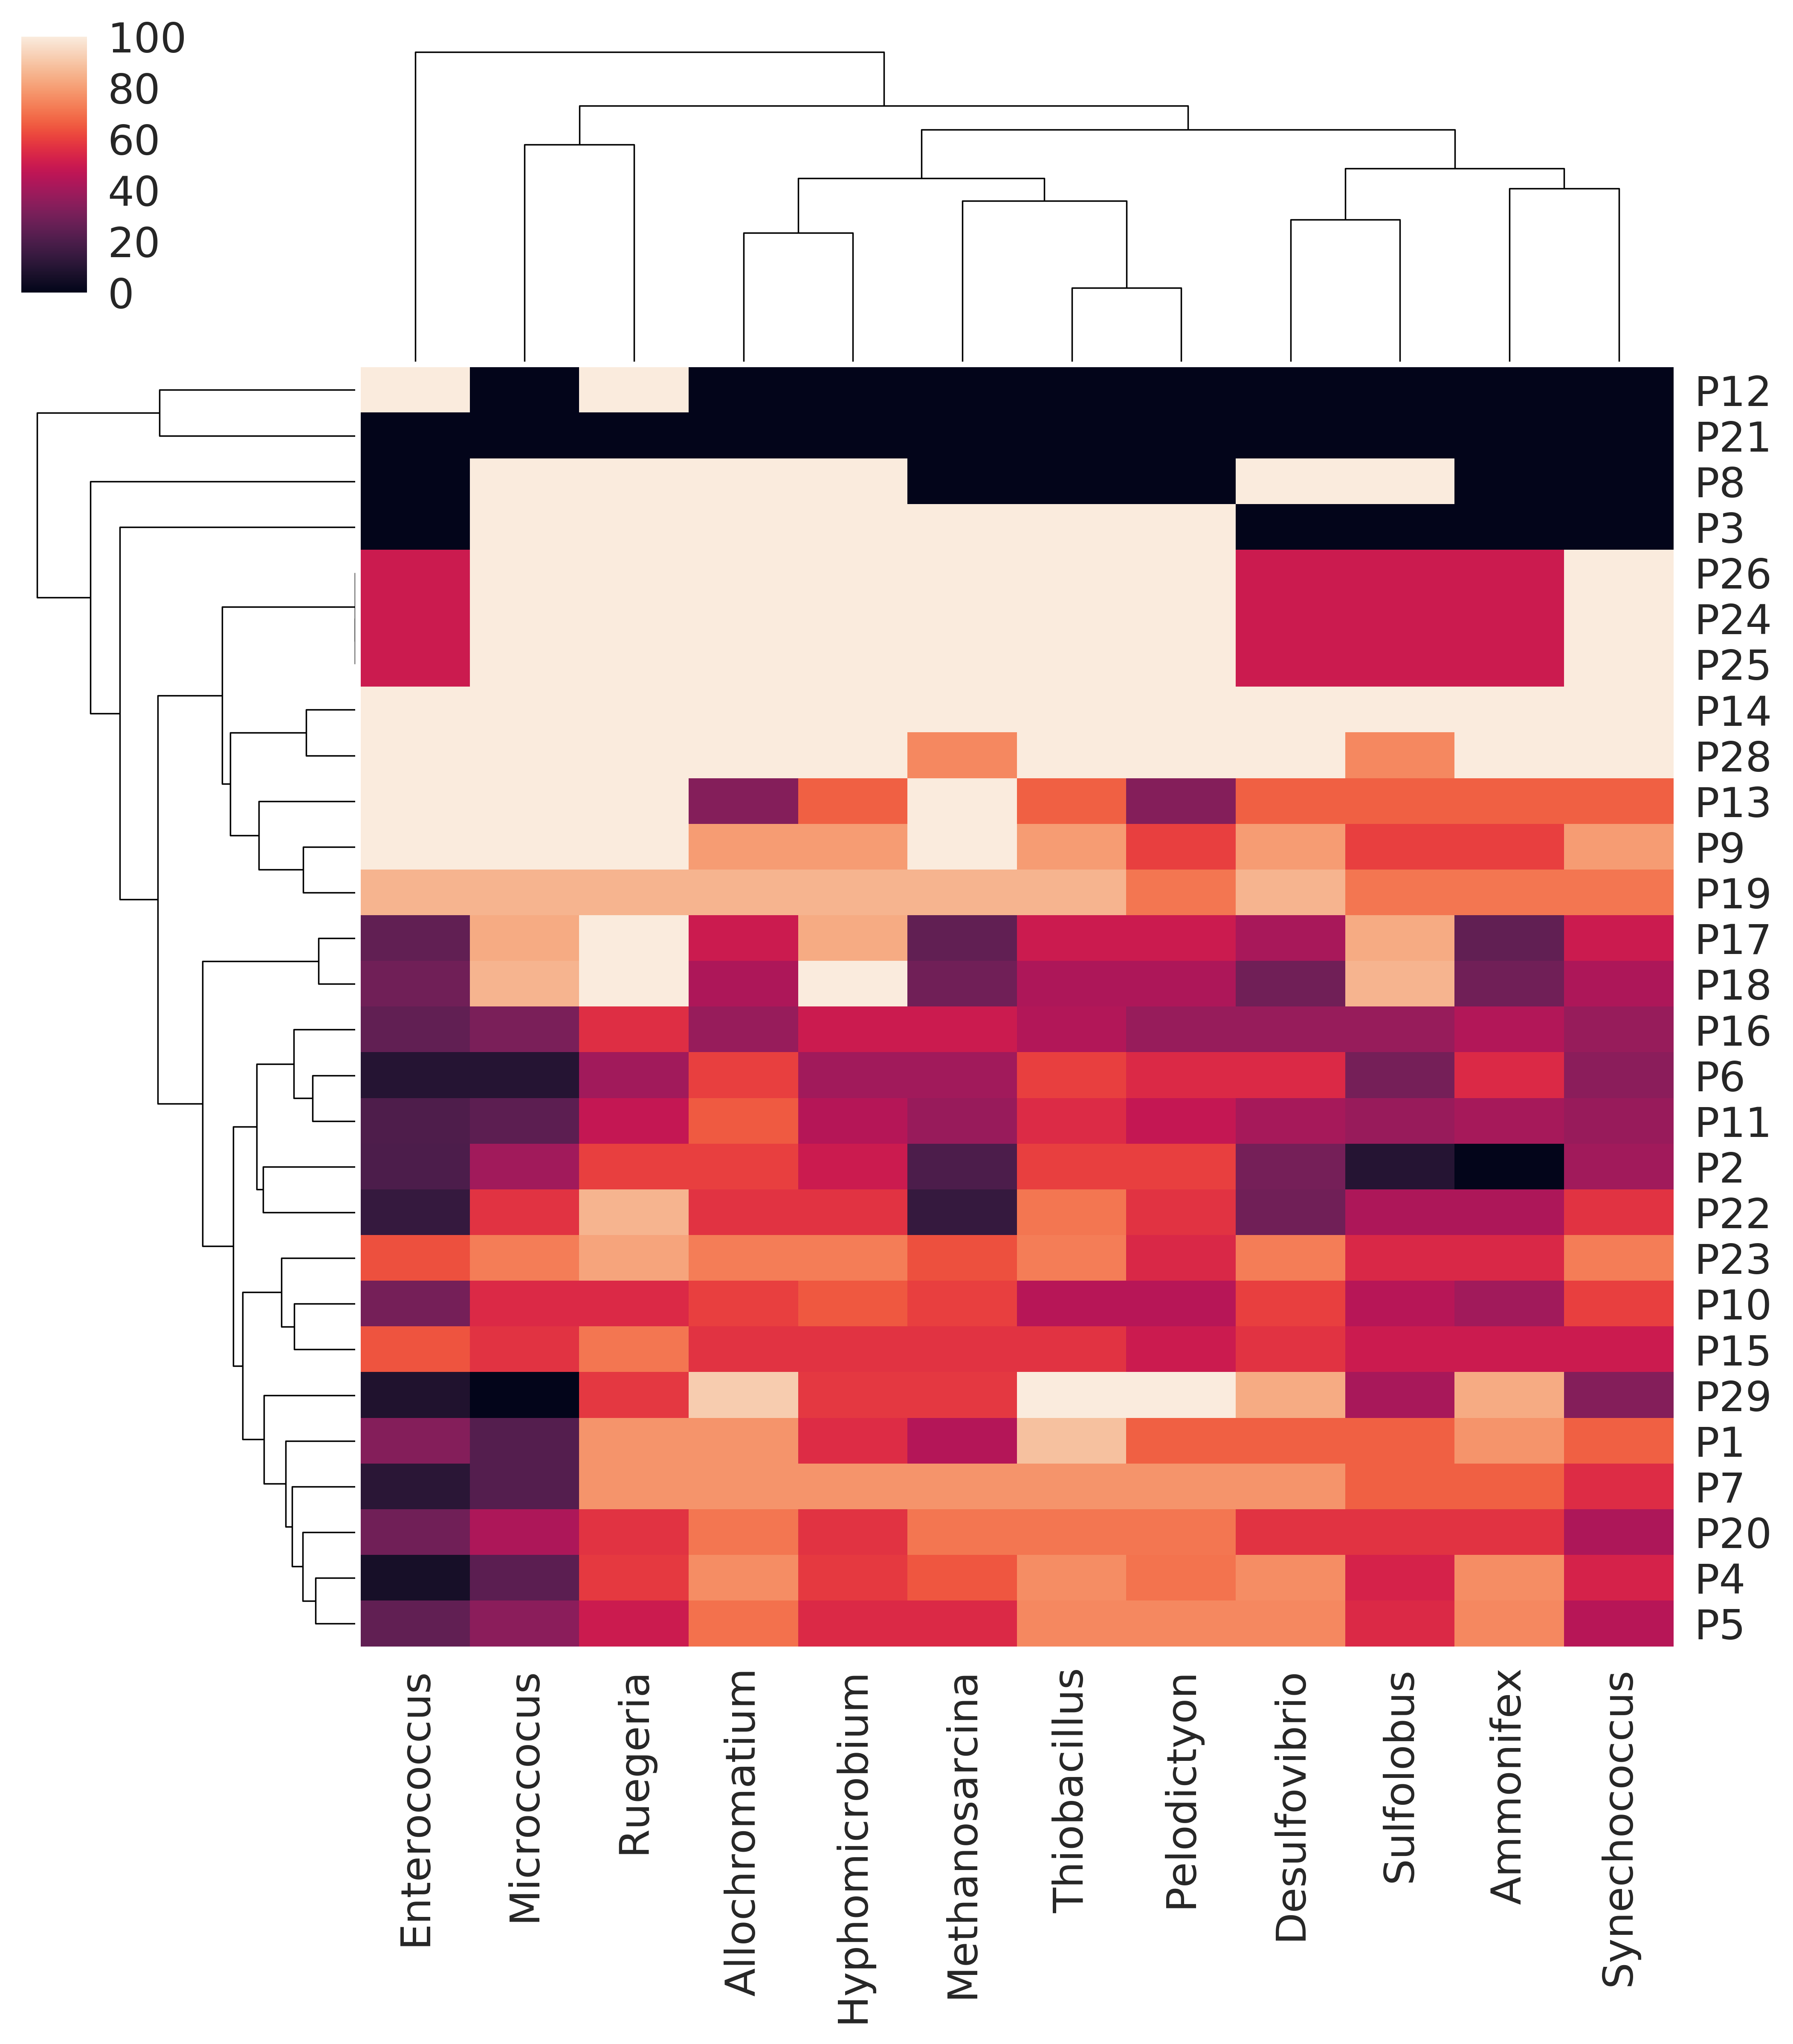 100
80
60
40
20
0
P12
P21
P8
P3
P26
P24
P25
P14
P28
P13
P9
P19
P17
P18
P16
P6
P11
P2
P22
P23
P10
P15
P29
P1
P7
P20
P4
P5
Enterococcus
Micrococcus
Ruegeria
Allochromatium
Hyphomicrobium
Methanosarcina
Thiobacillus
Pelodictyon
Desulfovibrio
Sulfolobus
Ammonifex
Synechococcus